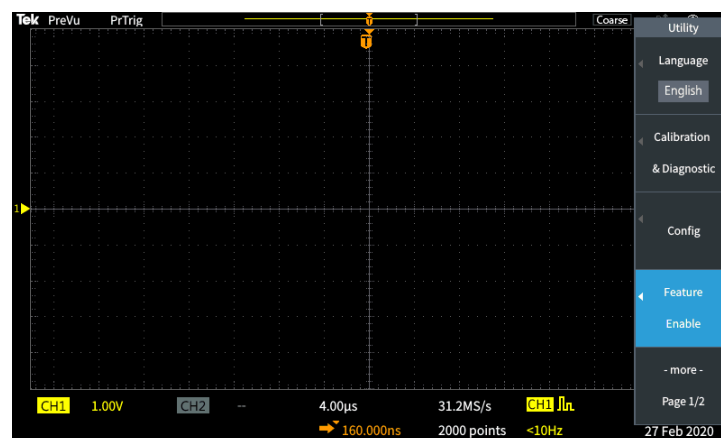 Tek PreVu PrTrig Coarse
T
T
1
Utility
Language
English
Calibration
& Diagnostic
Config
Feature
Enable
- more -
Page 1/2
CH1 1.00V CH2 -- 4.00µs 31.2MS/s CH1
160.000ns 2000 points <10Hz 27 Feb 2020